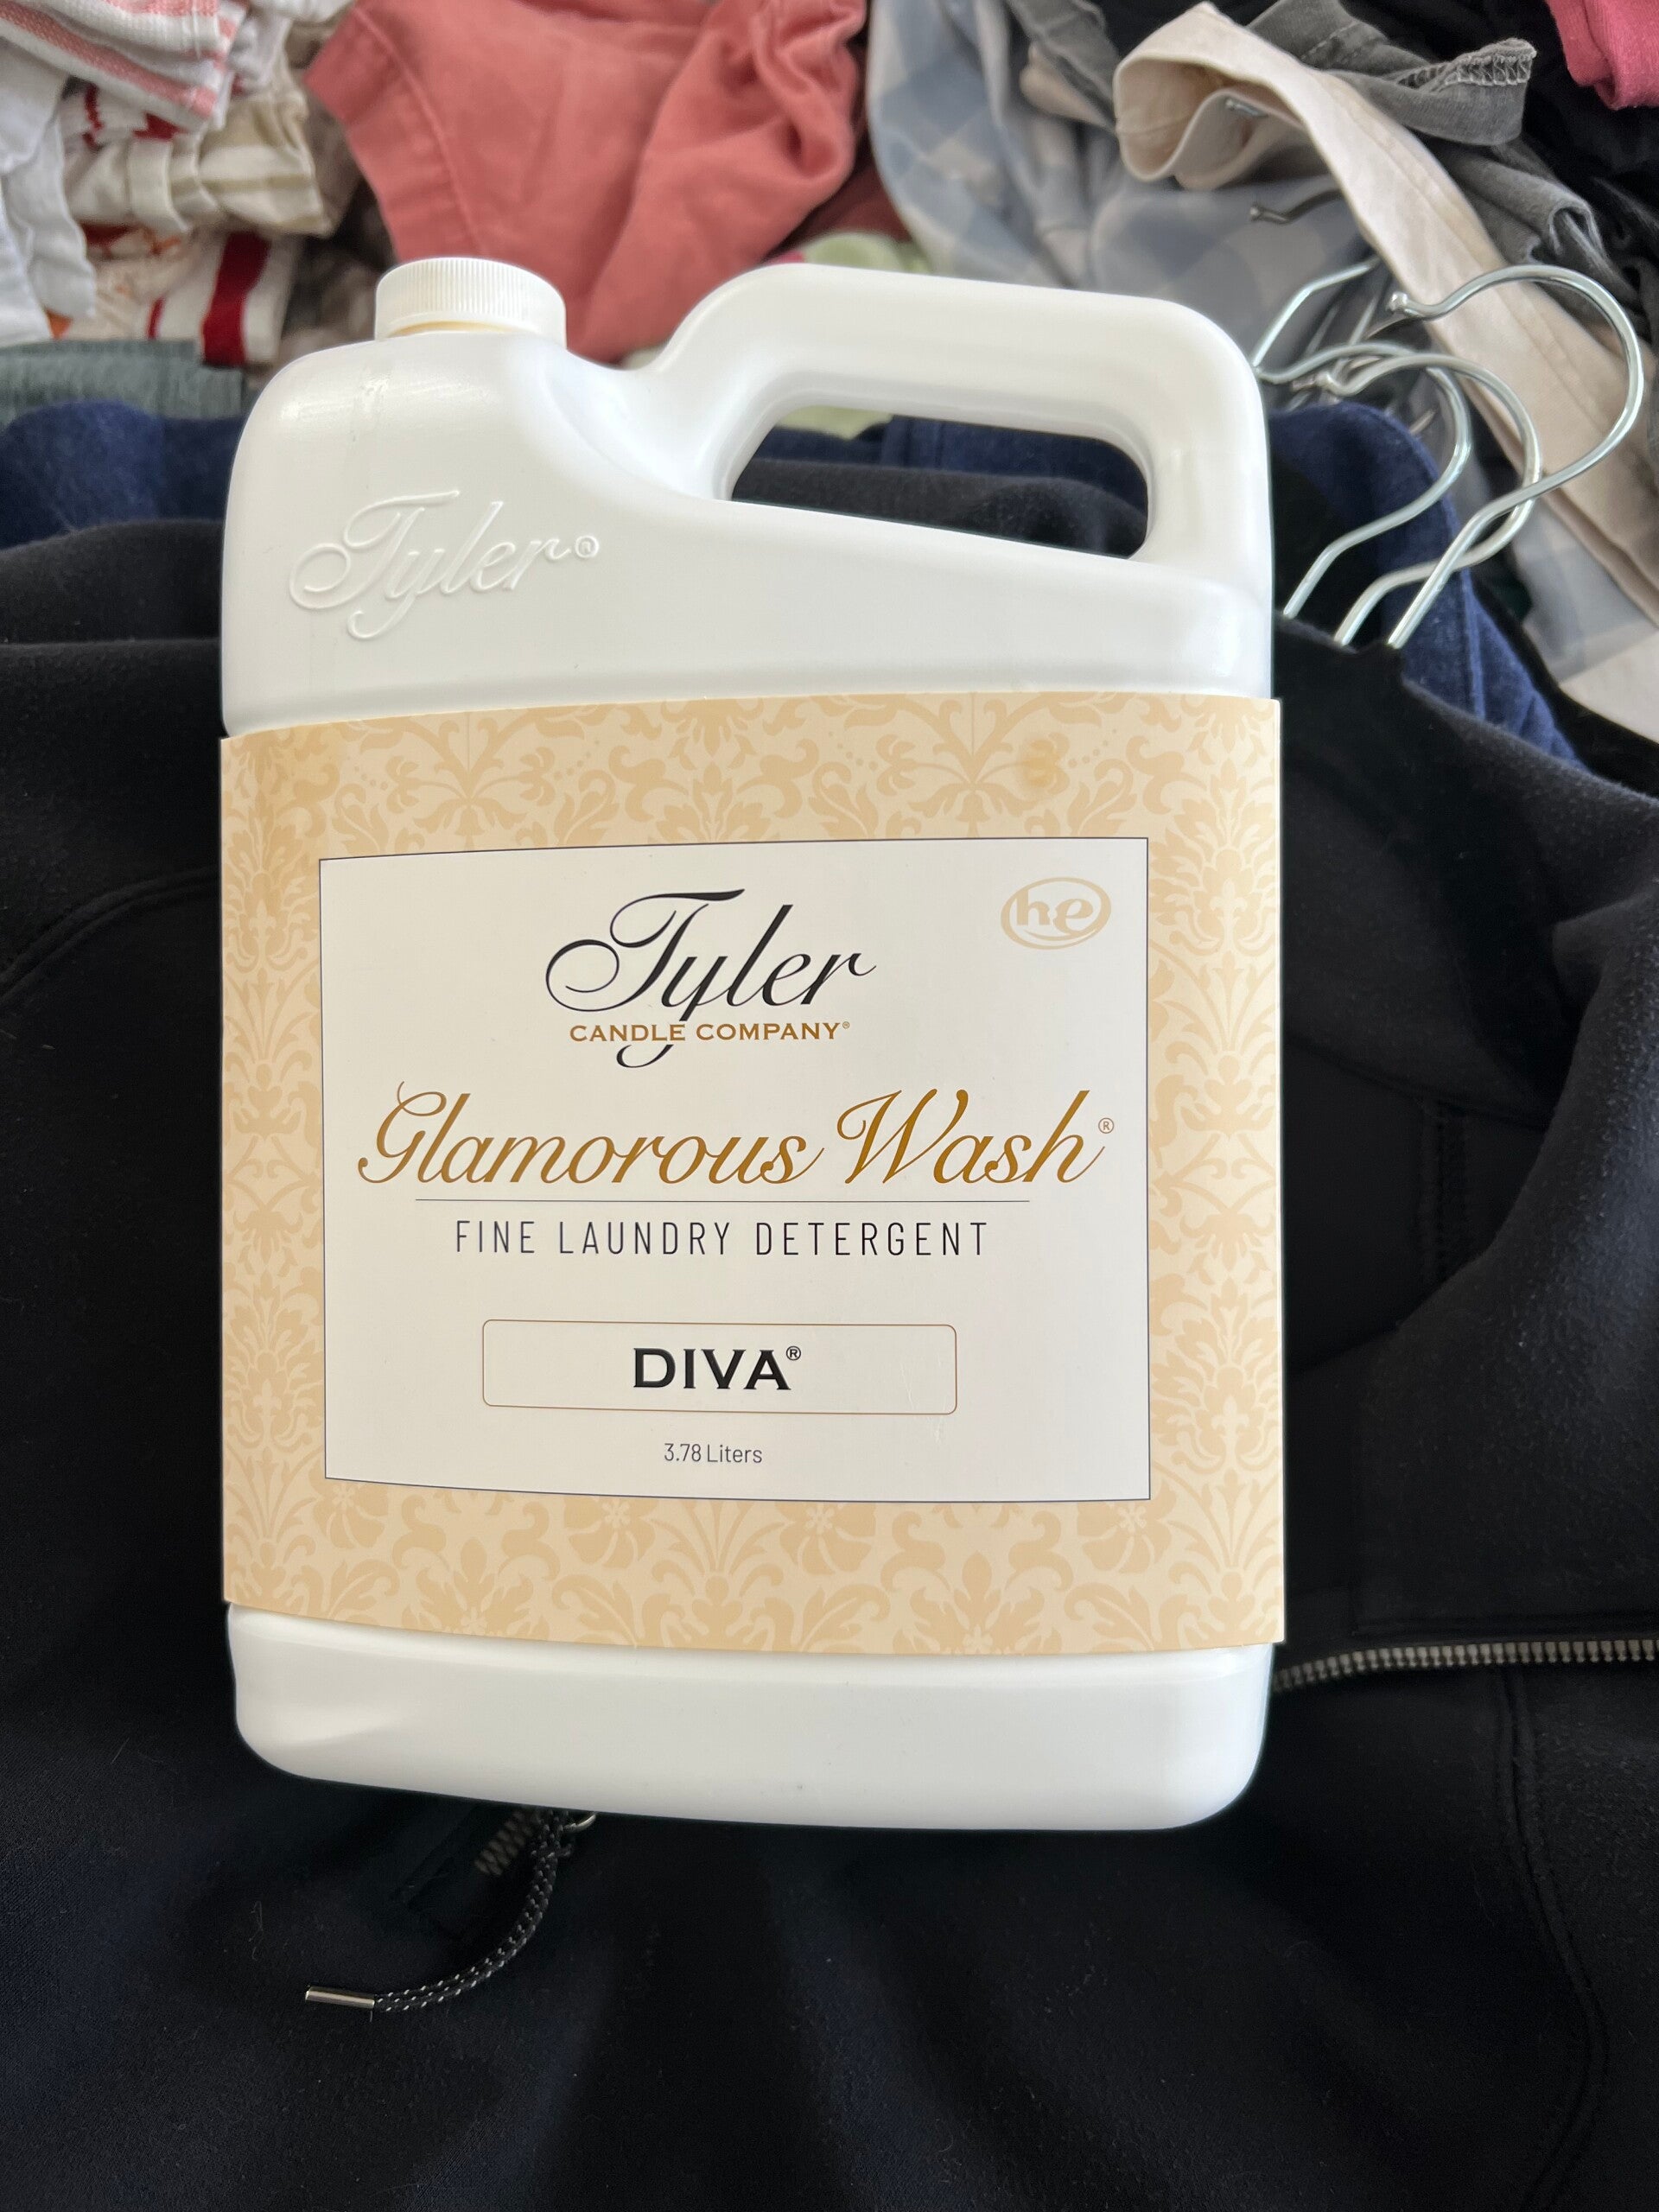 Tyler®
Tyler
CANDLE COMPANY®
he
Glamorous Wash®
FINE LAUNDRY DETERGENT
DIVA®
3.78 Liters